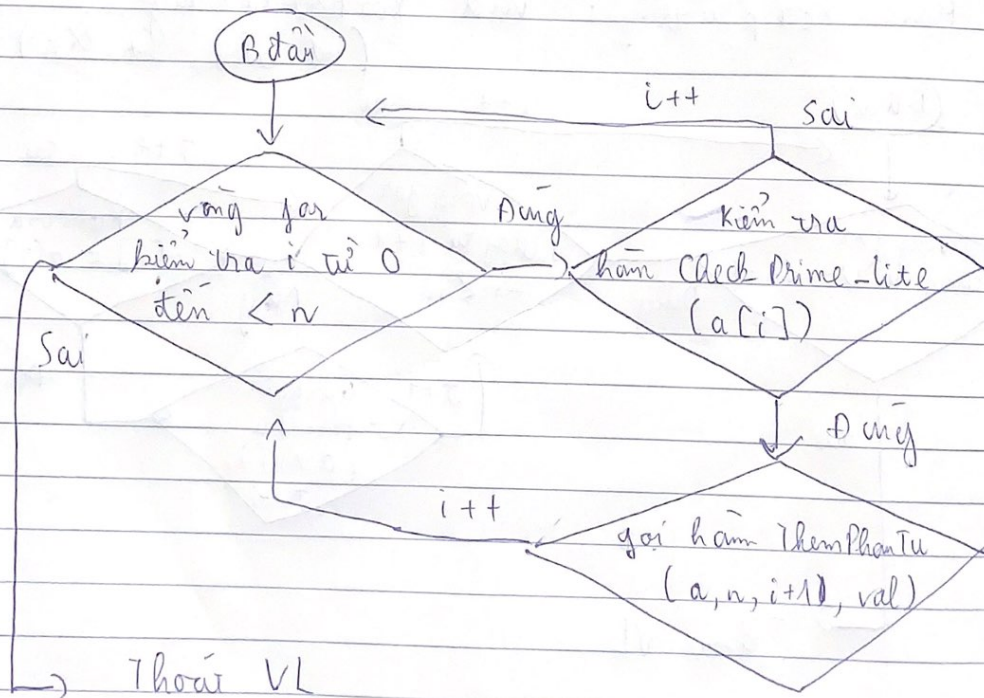 B đầu
i++
Sai
vòng for
kiểm tra i từ 0
đến < n
Đúng
Kiểm tra
hàm Check Prime_lite
(a[i])
Sai
Đúng
i++
gọi hàm ThemPhanTu
(a, n, i+1, val)
Thoát VL